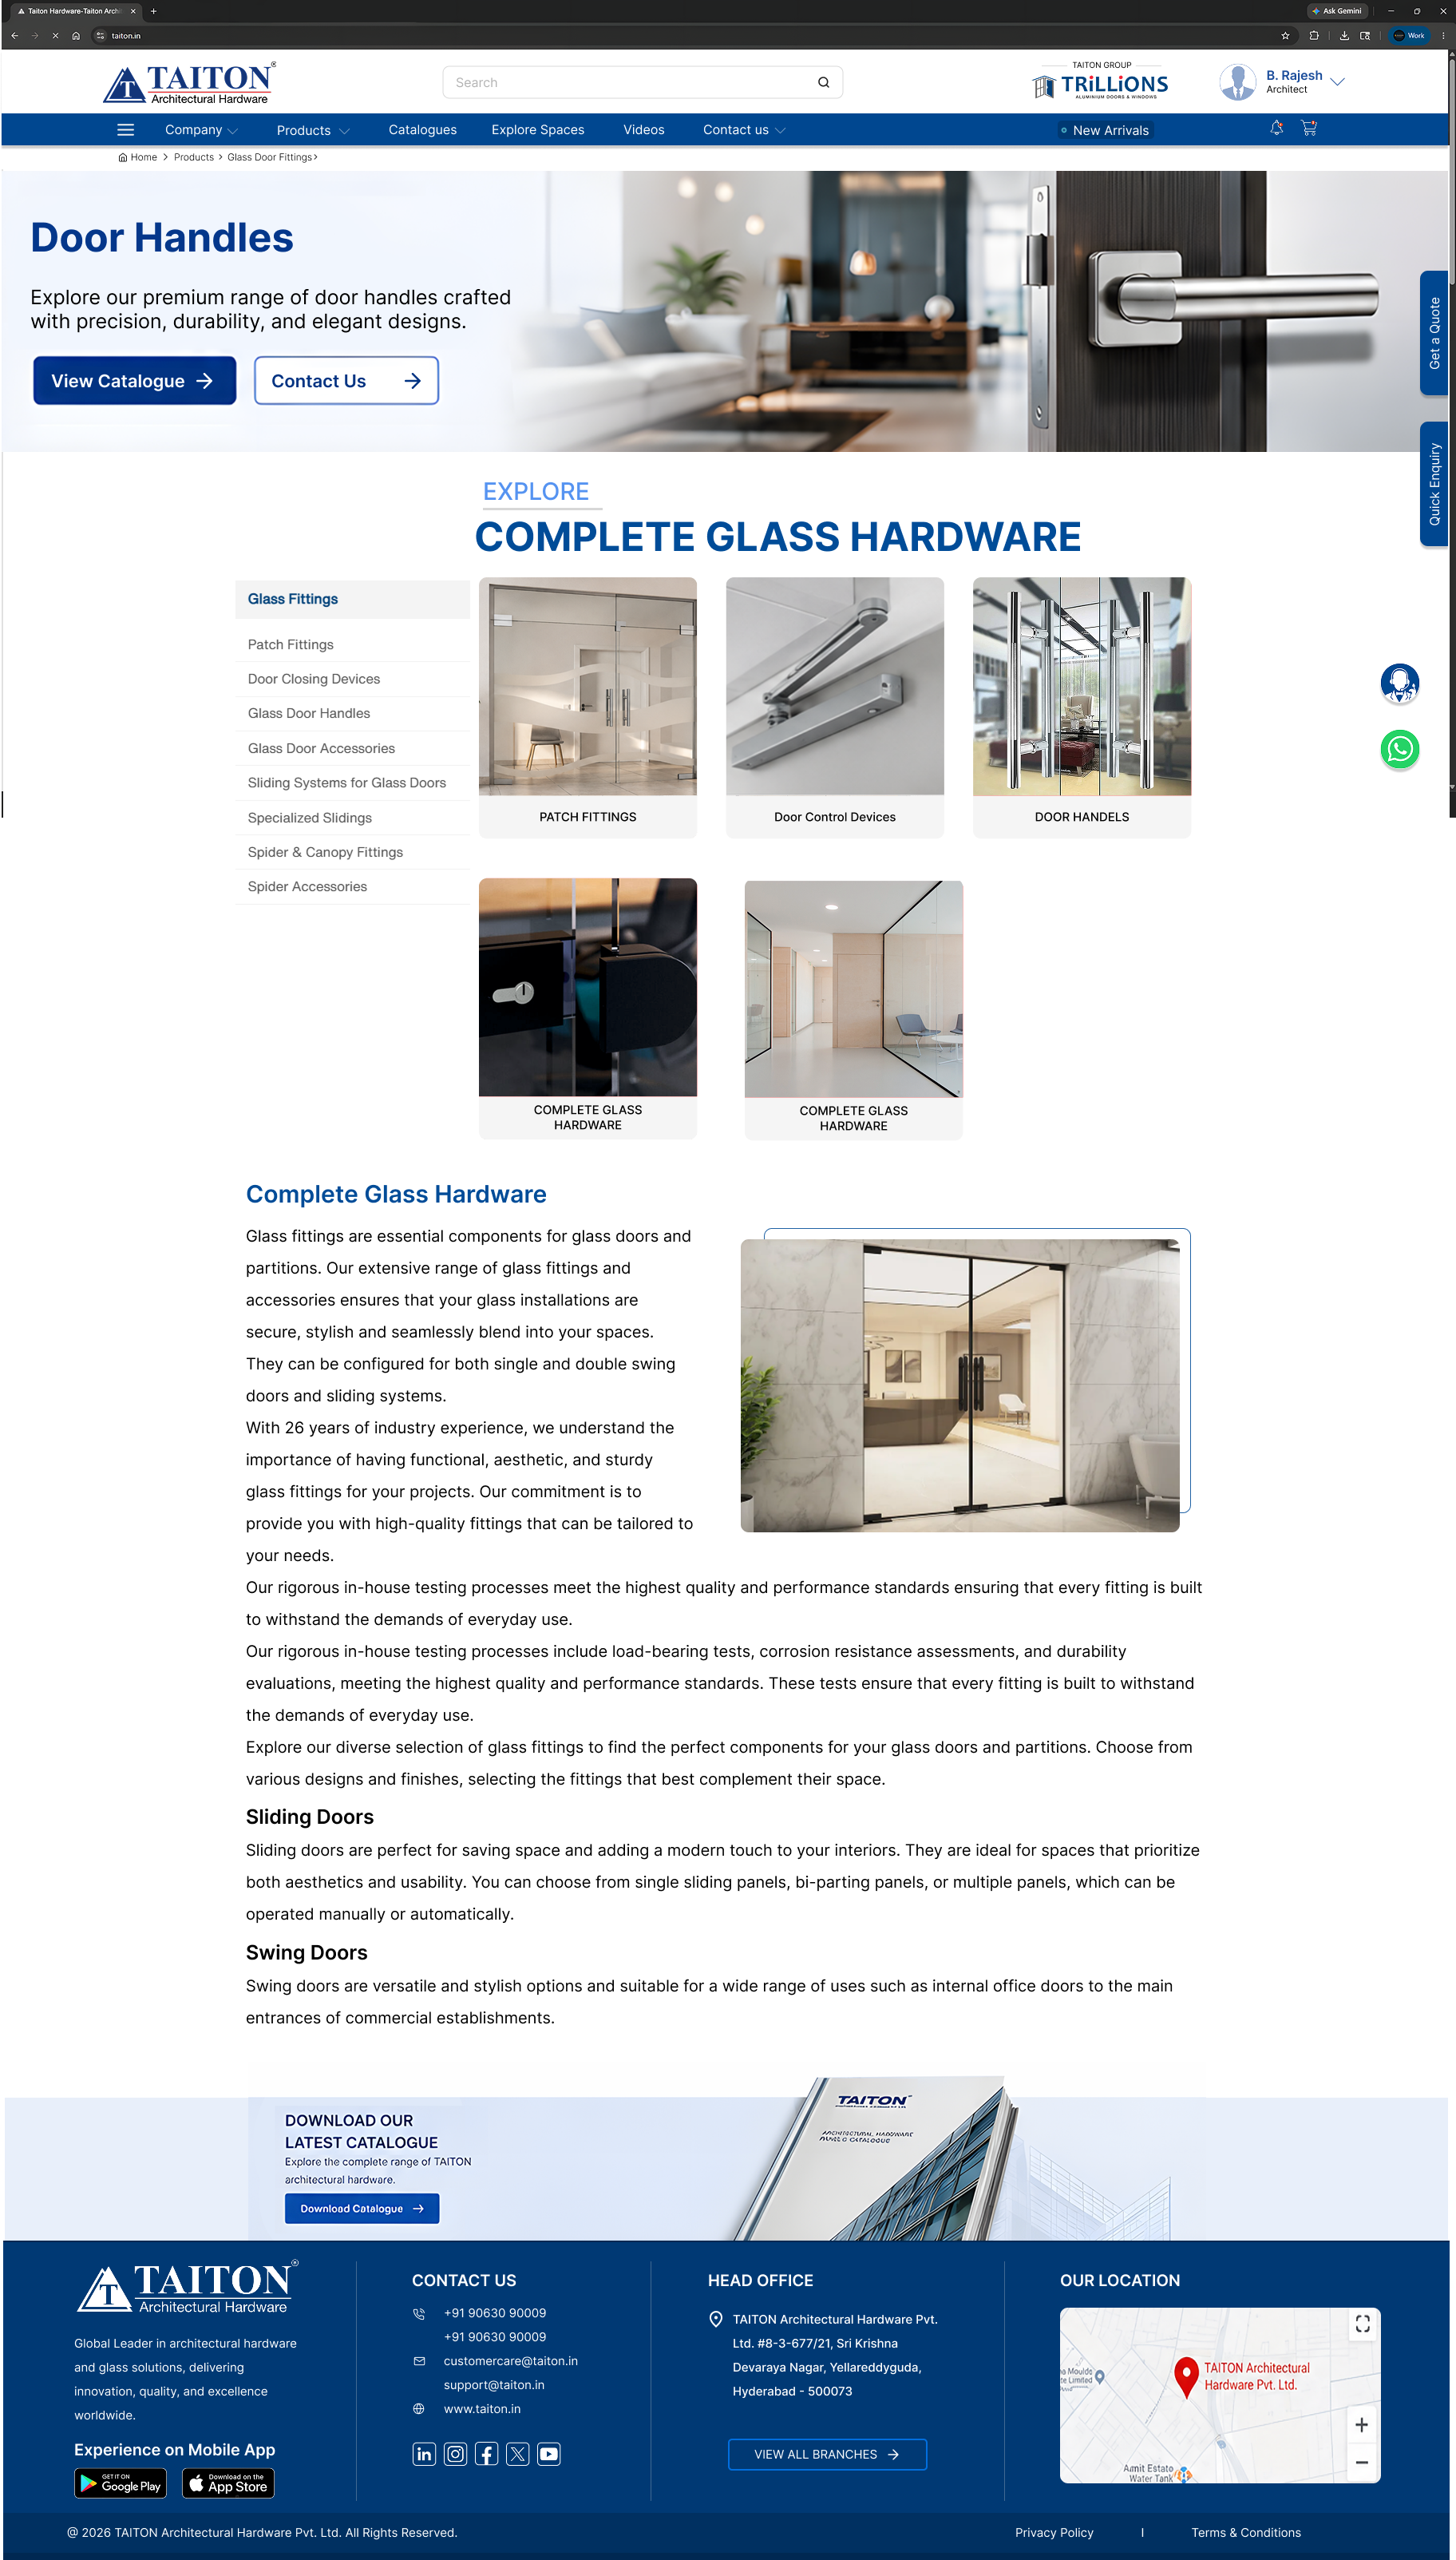 Taiton Hardware-Taiton Archi
Ask Gemini
taiton.in
Work
TAITON®
Architectural Hardware
Search
TAITON GROUP
TRiLLiONS
ALUMINIUM DOORS & WINDOWS
B. Rajesh
Architect
Company
Products
Catalogues
Explore Spaces
Videos
Contact us
New Arrivals
Home > Products > Glass Door Fittings>
Door Handles
Explore our premium range of door handles crafted
with precision, durability, and elegant designs.
View Catalogue →
Contact Us →
Get a Quote
Quick Enquiry
EXPLORE
COMPLETE GLASS HARDWARE
Glass Fittings
Patch Fittings
Door Closing Devices
Glass Door Handles
Glass Door Accessories
Sliding Systems for Glass Doors
Specialized Slidings
Spider & Canopy Fittings
Spider Accessories
PATCH FITTINGS
Door Control Devices
DOOR HANDELS
COMPLETE GLASS
HARDWARE
COMPLETE GLASS
HARDWARE
Complete Glass Hardware
Glass fittings are essential components for glass doors and
partitions. Our extensive range of glass fittings and
accessories ensures that your glass installations are
secure, stylish and seamlessly blend into your spaces.
They can be configured for both single and double swing
doors and sliding systems.
With 26 years of industry experience, we understand the
importance of having functional, aesthetic, and sturdy
glass fittings for your projects. Our commitment is to
provide you with high-quality fittings that can be tailored to
your needs.
Our rigorous in-house testing processes meet the highest quality and performance standards ensuring that every fitting is built
to withstand the demands of everyday use.
Our rigorous in-house testing processes include load-bearing tests, corrosion resistance assessments, and durability
evaluations, meeting the highest quality and performance standards. These tests ensure that every fitting is built to withstand
the demands of everyday use.
Explore our diverse selection of glass fittings to find the perfect components for your glass doors and partitions. Choose from
various designs and finishes, selecting the fittings that best complement their space.
Sliding Doors
Sliding doors are perfect for saving space and adding a modern touch to your interiors. They are ideal for spaces that prioritize
both aesthetics and usability. You can choose from single sliding panels, bi-parting panels, or multiple panels, which can be
operated manually or automatically.
Swing Doors
Swing doors are versatile and stylish options and suitable for a wide range of uses such as internal office doors to the main
entrances of commercial establishments.
DOWNLOAD OUR
LATEST CATALOGUE
Explore the complete range of TAITON
architectural hardware.
Download Catalogue →
TAITON
ARCHITECTURAL HARDWARE
CATALOGUE
TAITON®
Architectural Hardware
Global Leader in architectural hardware
and glass solutions, delivering
innovation, quality, and excellence
worldwide.
Experience on Mobile App
GET IT ON
Google Play
Download on the
App Store
CONTACT US
+91 90630 90009
+91 90630 90009
customercare@taiton.in
support@taiton.in
www.taiton.in
HEAD OFFICE
TAITON Architectural Hardware Pvt.
Ltd. #8-3-677/21, Sri Krishna
Devaraya Nagar, Yellareddyguda,
Hyderabad - 500073
VIEW ALL BRANCHES →
OUR LOCATION
TAITON Architectural
Hardware Pvt. Ltd.
a Moulde
te Limited
Amit Estato
Water Tank
@ 2026 TAITON Architectural Hardware Pvt. Ltd. All Rights Reserved.
Privacy Policy | Terms & Conditions